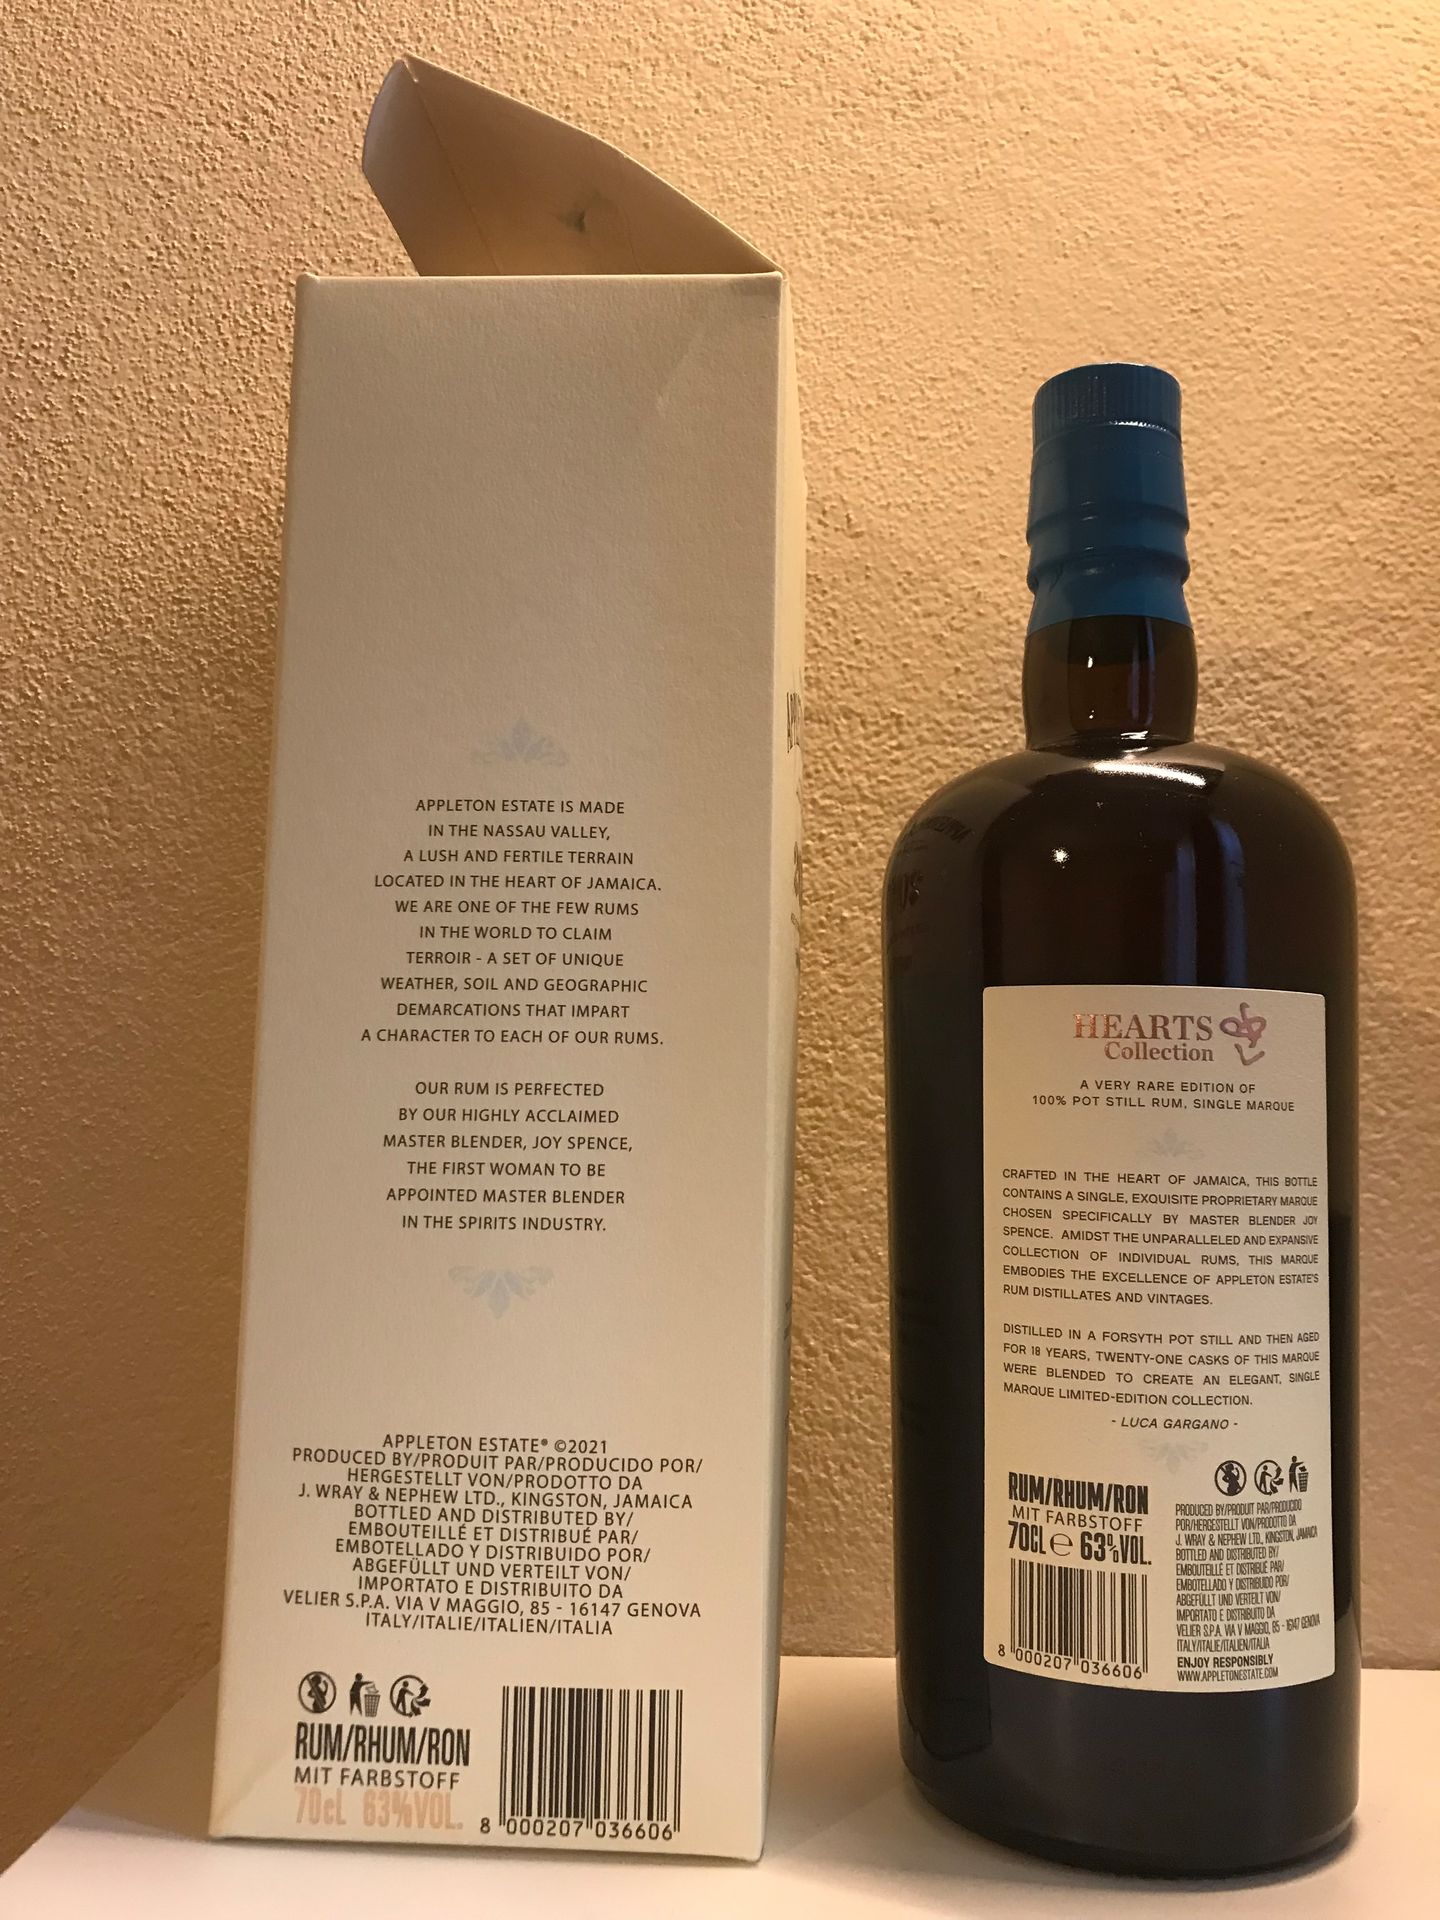 APPLETON ESTATE IS MADE
IN THE NASSAU VALLEY,
A LUSH AND FERTILE TERRAIN
LOCATED IN THE HEART OF JAMAICA.
WE ARE ONE OF THE FEW RUMS
IN THE WORLD TO CLAIM
TERROIR - A SET OF UNIQUE
WEATHER, SOIL AND GEOGRAPHIC
DEMARCATIONS THAT IMPART
A CHARACTER TO EACH OF OUR RUMS.
OUR RUM IS PERFECTED
BY OUR HIGHLY ACCLAIMED
MASTER BLENDER, JOY SPENCE,
THE FIRST WOMAN TO BE
APPOINTED MASTER BLENDER
IN THE SPIRITS INDUSTRY.
APPLETON ESTATE® ©2021
PRODUCED BY/PRODUIT PAR/PRODUCIDO POR/
HERGESTELLT VON/PRODOTTO DA
J. WRAY & NEPHEW LTD., KINGSTON, JAMAICA
BOTTLED AND DISTRIBUTED BY/
EMBOUTEILLÉ ET DISTRIBUÉ PAR/
EMBOTELLADO Y DISTRIBUIDO POR/
ABGEFÜLLT UND VERTEILT VON/
IMPORTATO E DISTRIBUITO DA
VELIER S.P.A. VIA V MAGGIO, 85 - 16147 GENOVA
ITALY/ITALIE/ITALIEN/ITALIA
RUM/RHUM/RON
MIT FARBSTOFF
70cL 63%VOL.
8 000207 036606
HEARTS
Collection
A VERY RARE EDITION OF
100% POT STILL RUM, SINGLE MARQUE
CRAFTED IN THE HEART OF JAMAICA, THIS BOTTLE
CONTAINS A SINGLE, EXQUISITE PROPRIETARY MARQUE
CHOSEN SPECIFICALLY BY MASTER BLENDER JOY
SPENCE. AMIDST THE UNPARALLELED AND EXPANSIVE
COLLECTION OF INDIVIDUAL RUMS, THIS MARQUE
EMBODIES THE EXCELLENCE OF APPLETON ESTATE'S
RUM DISTILLATES AND VINTAGES.
DISTILLED IN A FORSYTH POT STILL AND THEN AGED
FOR 18 YEARS, TWENTY-ONE CASKS OF THIS MARQUE
WERE BLENDED TO CREATE AN ELEGANT, SINGLE
MARQUE LIMITED-EDITION COLLECTION.
- LUCA GARGANO -
RUM/RHUM/RON
MIT FARBSTOFF
70CL e 63%VOL.
8 000207 036606
PRODUCED BY/PRODUIT PAR/PRODUCIDO
POR/HERGESTELLT VON/PRODOTTO DA
J. WRAY & NEPHEW LTD, KINGSTON, JAMAICA
BOTTLED AND DISTRIBUTED BY/
EMBOUTEILLÉ ET DISTRIBUÉ PAR/
EMBOTELLADO Y DISTRIBUIDO POR/
ABGEFÜLLT UND VERTEILT VON/
IMPORTATO E DISTRIBUITO DA
VELIER S.P.A. VIA V MAGGIO, 85 - 16147 GENOVA
ITALY/ITALIE/ITALIEN/ITALIA
ENJOY RESPONSIBLY
WWW.APPLETONESTATE.COM